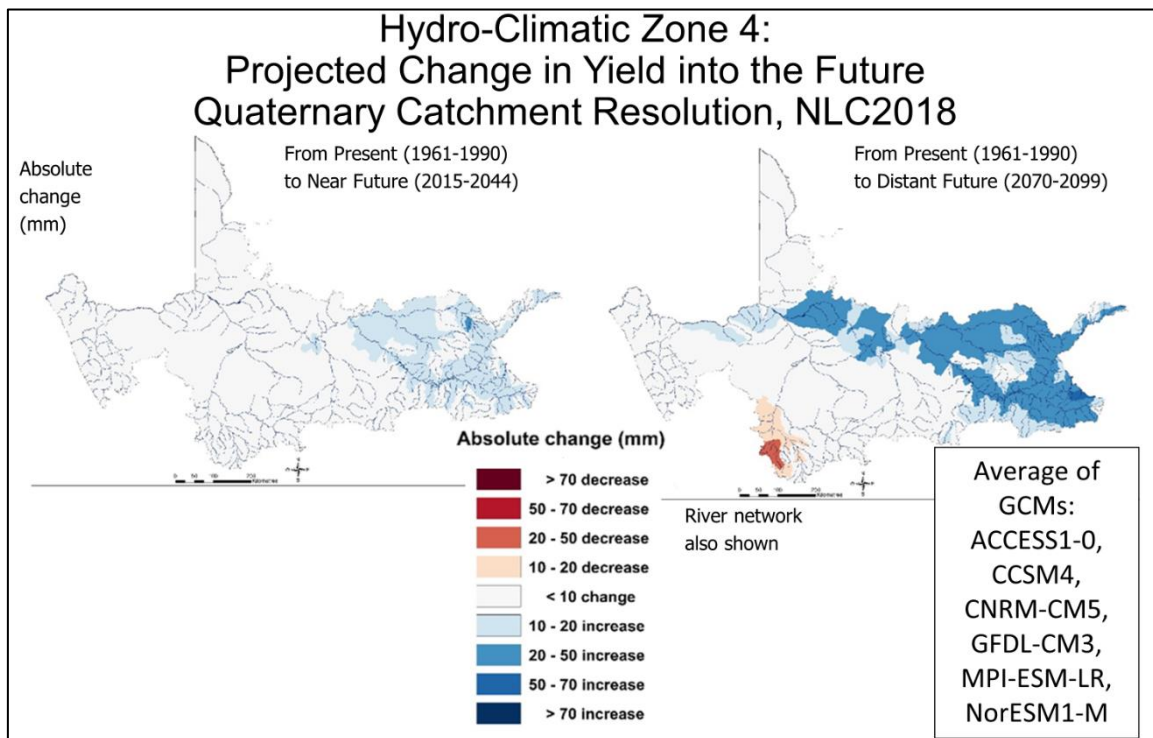 Hydro-Climatic Zone 4:
Projected Change in Yield into the Future
Quaternary Catchment Resolution, NLC2018
Absolute
change
(mm)
From Present (1961-1990)
to Near Future (2015-2044)
From Present (1961-1990)
to Distant Future (2070-2099)
Absolute change (mm)
> 70 decrease
50 - 70 decrease
20 - 50 decrease
10 - 20 decrease
< 10 change
10 - 20 increase
20 - 50 increase
50 - 70 increase
> 70 increase
River network
also shown
Average of
GCMs:
ACCESS1-0,
CCSM4,
CNRM-CM5,
GFDL-CM3,
MPI-ESM-LR,
NorESM1-M